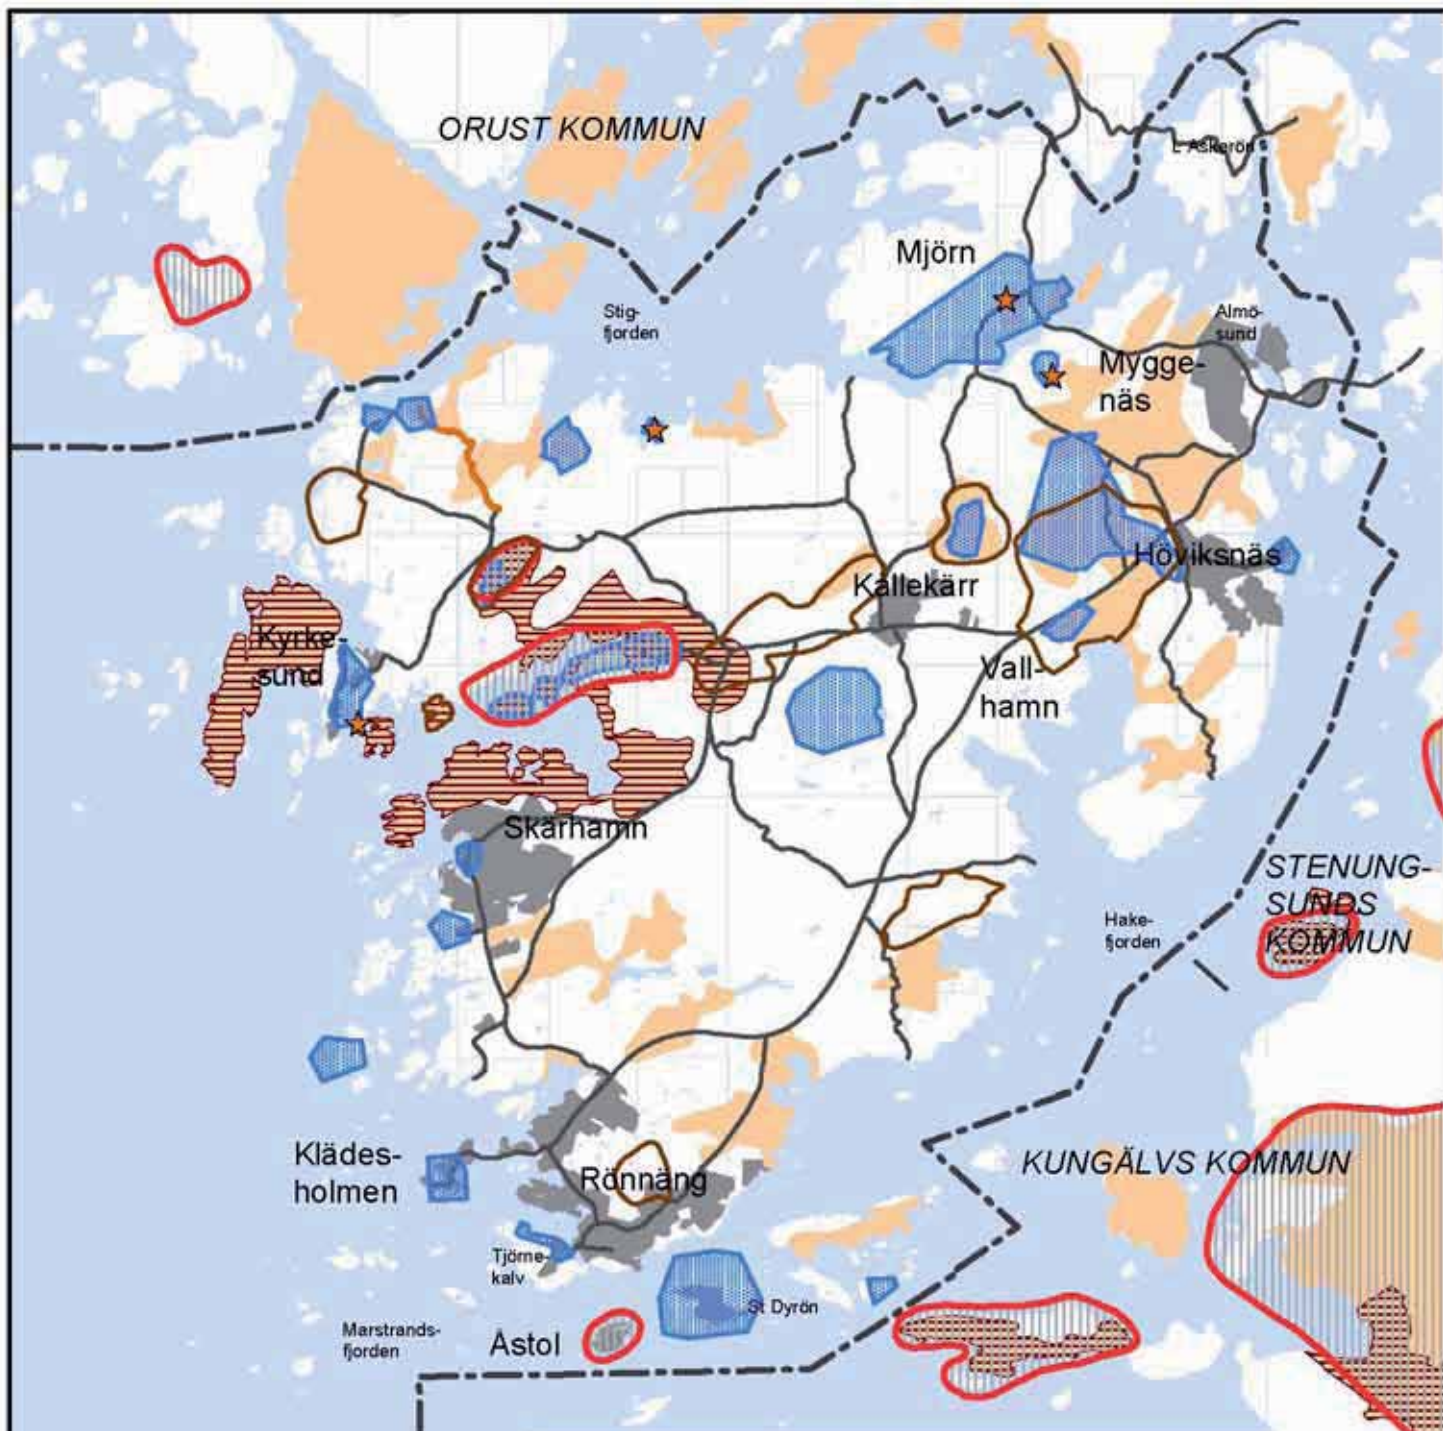 ORUST KOMMUN
L Askerön
Mjörn
Stig-
fjorden
Almö-
sund
Mygge-
näs
Höviksnäs
Kållekärr
Kyrke-
sund
Vall-
hamn
Skärhamn
STENUNG-
SUNDS
KOMMUN
Hake-
fjorden
Klädes-
holmen
Rönnäng
KUNGÄLVS KOMMUN
Tjörne-
kalv
St Dyrön
Marstrands-
fjorden
Åstol